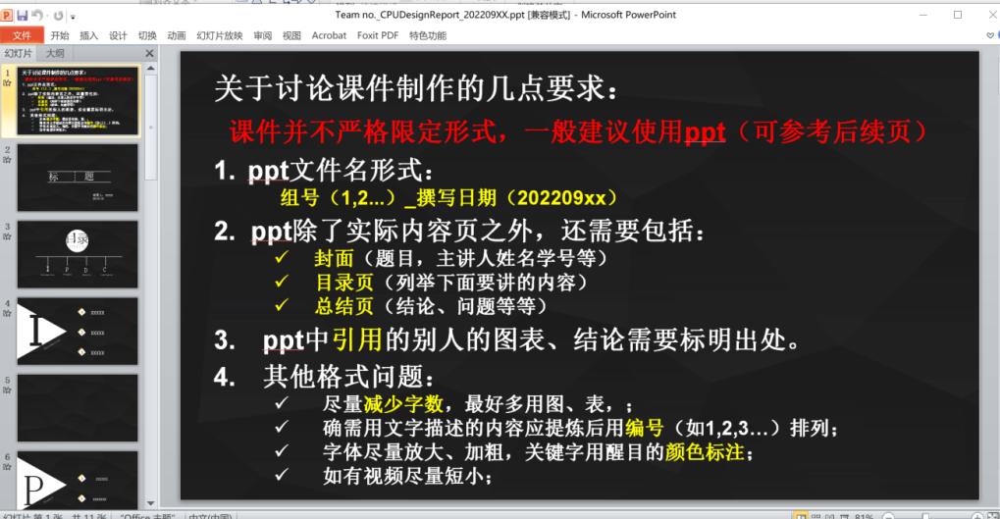 Team no._CPUDesignReport_202209XX.ppt [兼容模式] - Microsoft PowerPoint
文件 开始 插入 设计 切换 动画 幻灯片放映 审阅 视图 Acrobat Foxit PDF 特色功能
幻灯片 大纲
1
2
标 题
3
目录
I P D C
4
I
xxxxx
xxxxx
xxxxx
5
6
P
关于讨论课件制作的几点要求：
课件并不严格限定形式，一般建议使用ppt（可参考后续页）
1. ppt文件名形式：
组号（1,2...）_撰写日期（202209xx）
2. ppt除了实际内容页之外，还需要包括：
✓ 封面（题目，主讲人姓名学号等）
✓ 目录页（列举下面要讲的内容）
✓ 总结页（结论、问题等等）
3. ppt中引用的别人的图表、结论需要标明出处。
4. 其他格式问题：
✓ 尽量减少字数，最好多用图、表，；
✓ 确需用文字描述的内容应提炼后用编号（如1,2,3…）排列；
✓ 字体尽量放大、加粗，关键字用醒目的颜色标注；
✓ 如有视频尽量短小；
幻灯片 第 1 张，共 11 张 "Office 主题" 中文(中国) 81%